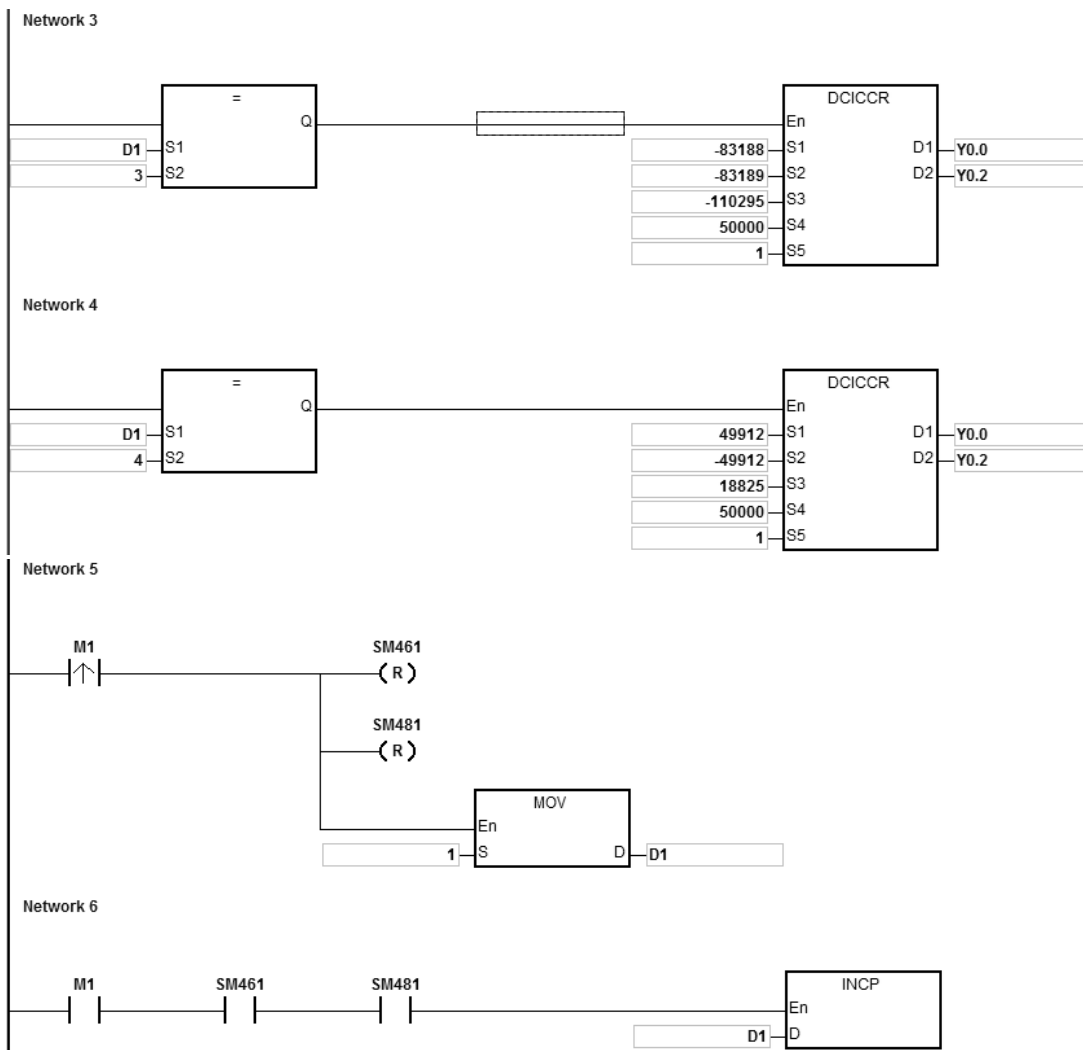 Network 3
= DCICCR
Q En
D1 S1 -83188 S1 D1 Y0.0
3 S2 -83189 S2 D2 Y0.2
-110295 S3
50000 S4
1 S5
Network 4
= DCICCR
Q En
D1 S1 49912 S1 D1 Y0.0
4 S2 -49912 S2 D2 Y0.2
18825 S3
50000 S4
1 S5
Network 5
M1 SM461
R
SM481
R
MOV
En
1 S D D1
Network 6
M1 SM461 SM481 INCP
En
D1 D